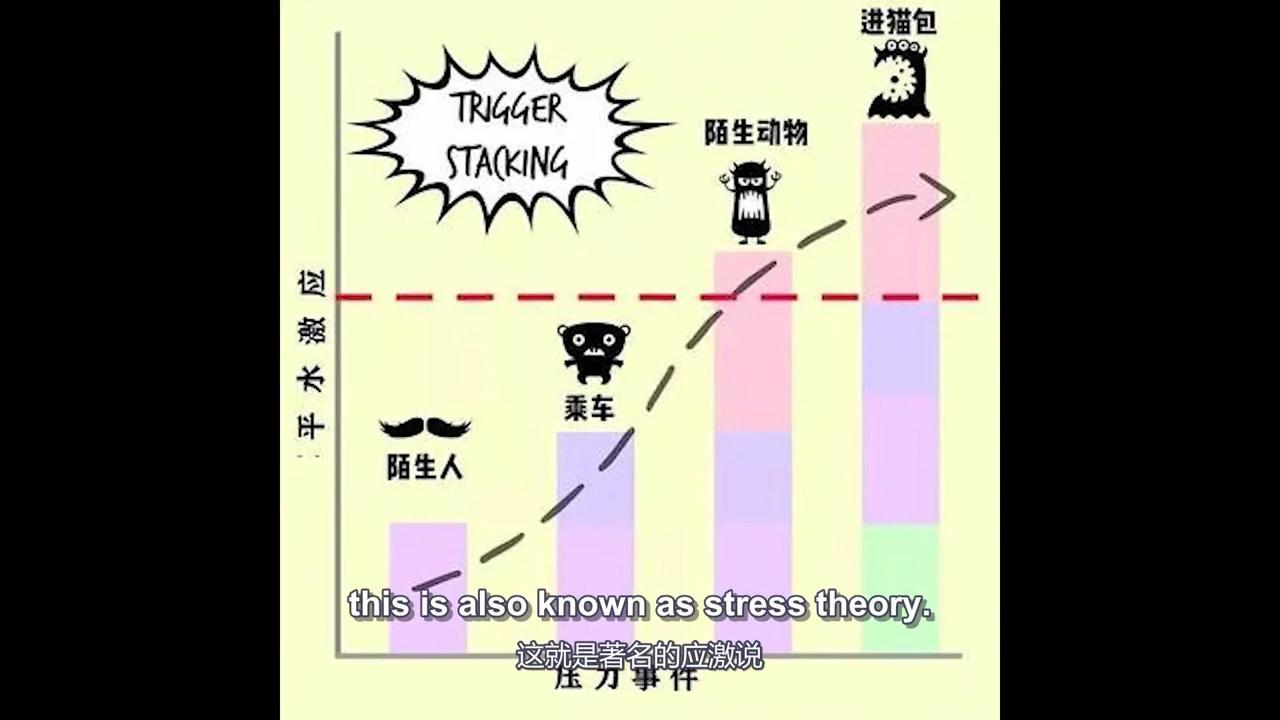 进猫包
TRIGGER
STACKING
陌生动物
应激水平
乘车
陌生人
this is also known as stress theory.
这就是著名的应激说
压力事件